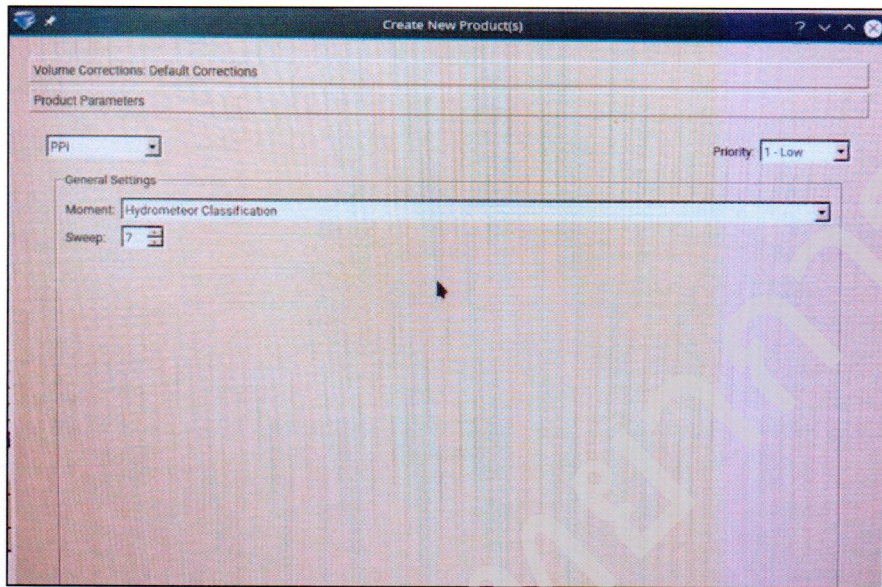 Create New Product(s)
Volume Corrections: Default Corrections
Product Parameters
PPI
Priority: 1 - Low
General Settings
Moment: Hydrometeor Classification
Sweep: 7